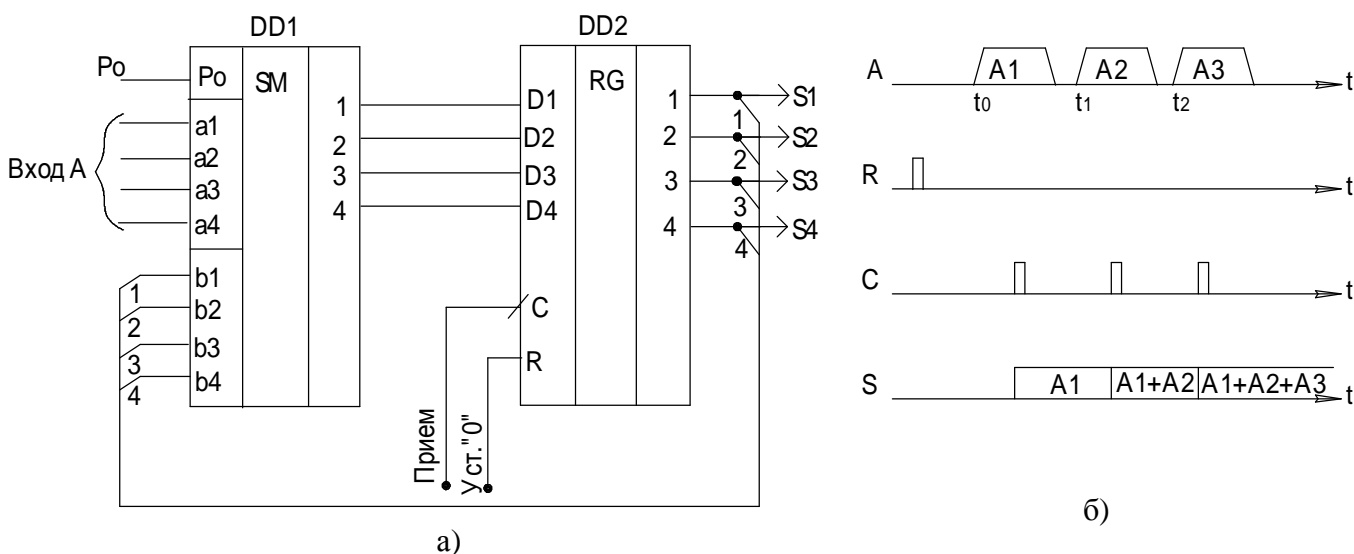 DD1
DD2
Po
Po
SM
RG
a1
a2
a3
a4
Вход А
b1
b2
b3
b4
1
2
3
4
1
2
3
4
D1
D2
D3
D4
C
R
1
2
3
4
1
2
3
4
S1
S2
S3
S4
Прием
Уст."0"
а)
A
A1
A2
A3
t
t0
t1
t2
R
t
C
t
S
A1
A1+A2
A1+A2+A3
t
б)